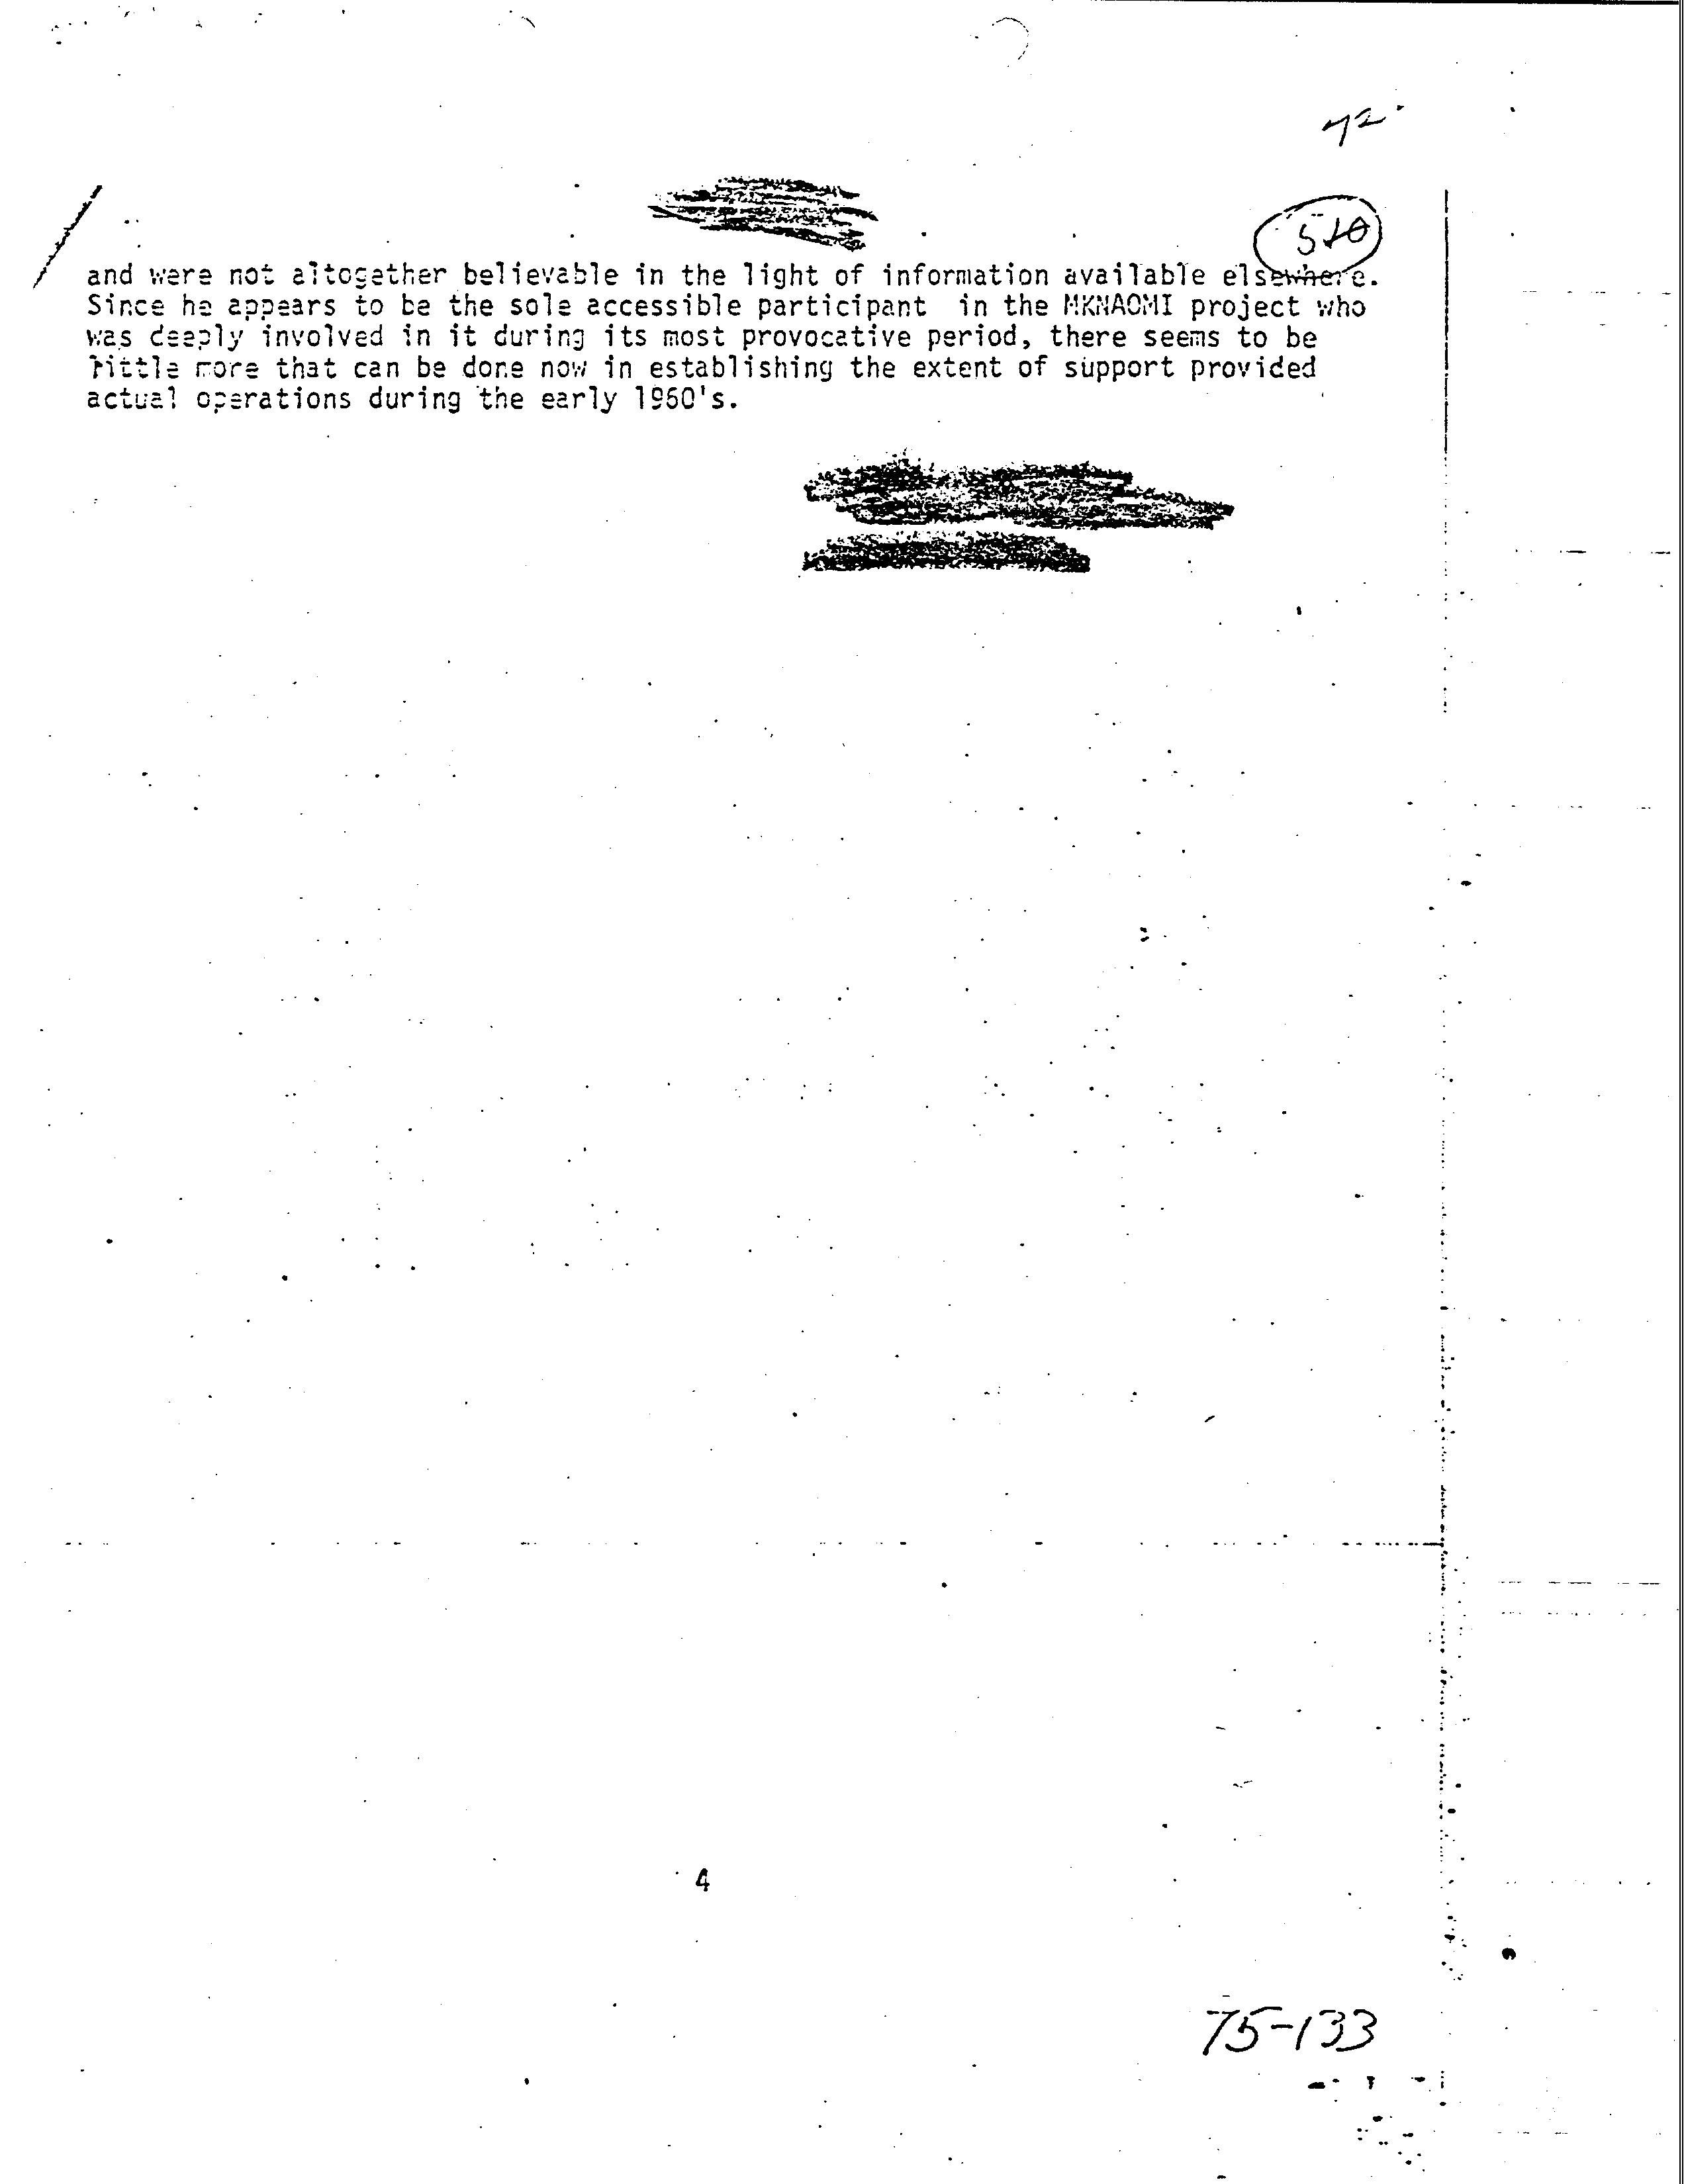 and were not altogether believable in the light of information available elsewhere.
Since he appears to be the sole accessible participant in the MKNAOMI project who
was deeply involved in it during its most provocative period, there seems to be
little more that can be done now in establishing the extent of support provided
actual operations during the early 1960's.
4
75-133